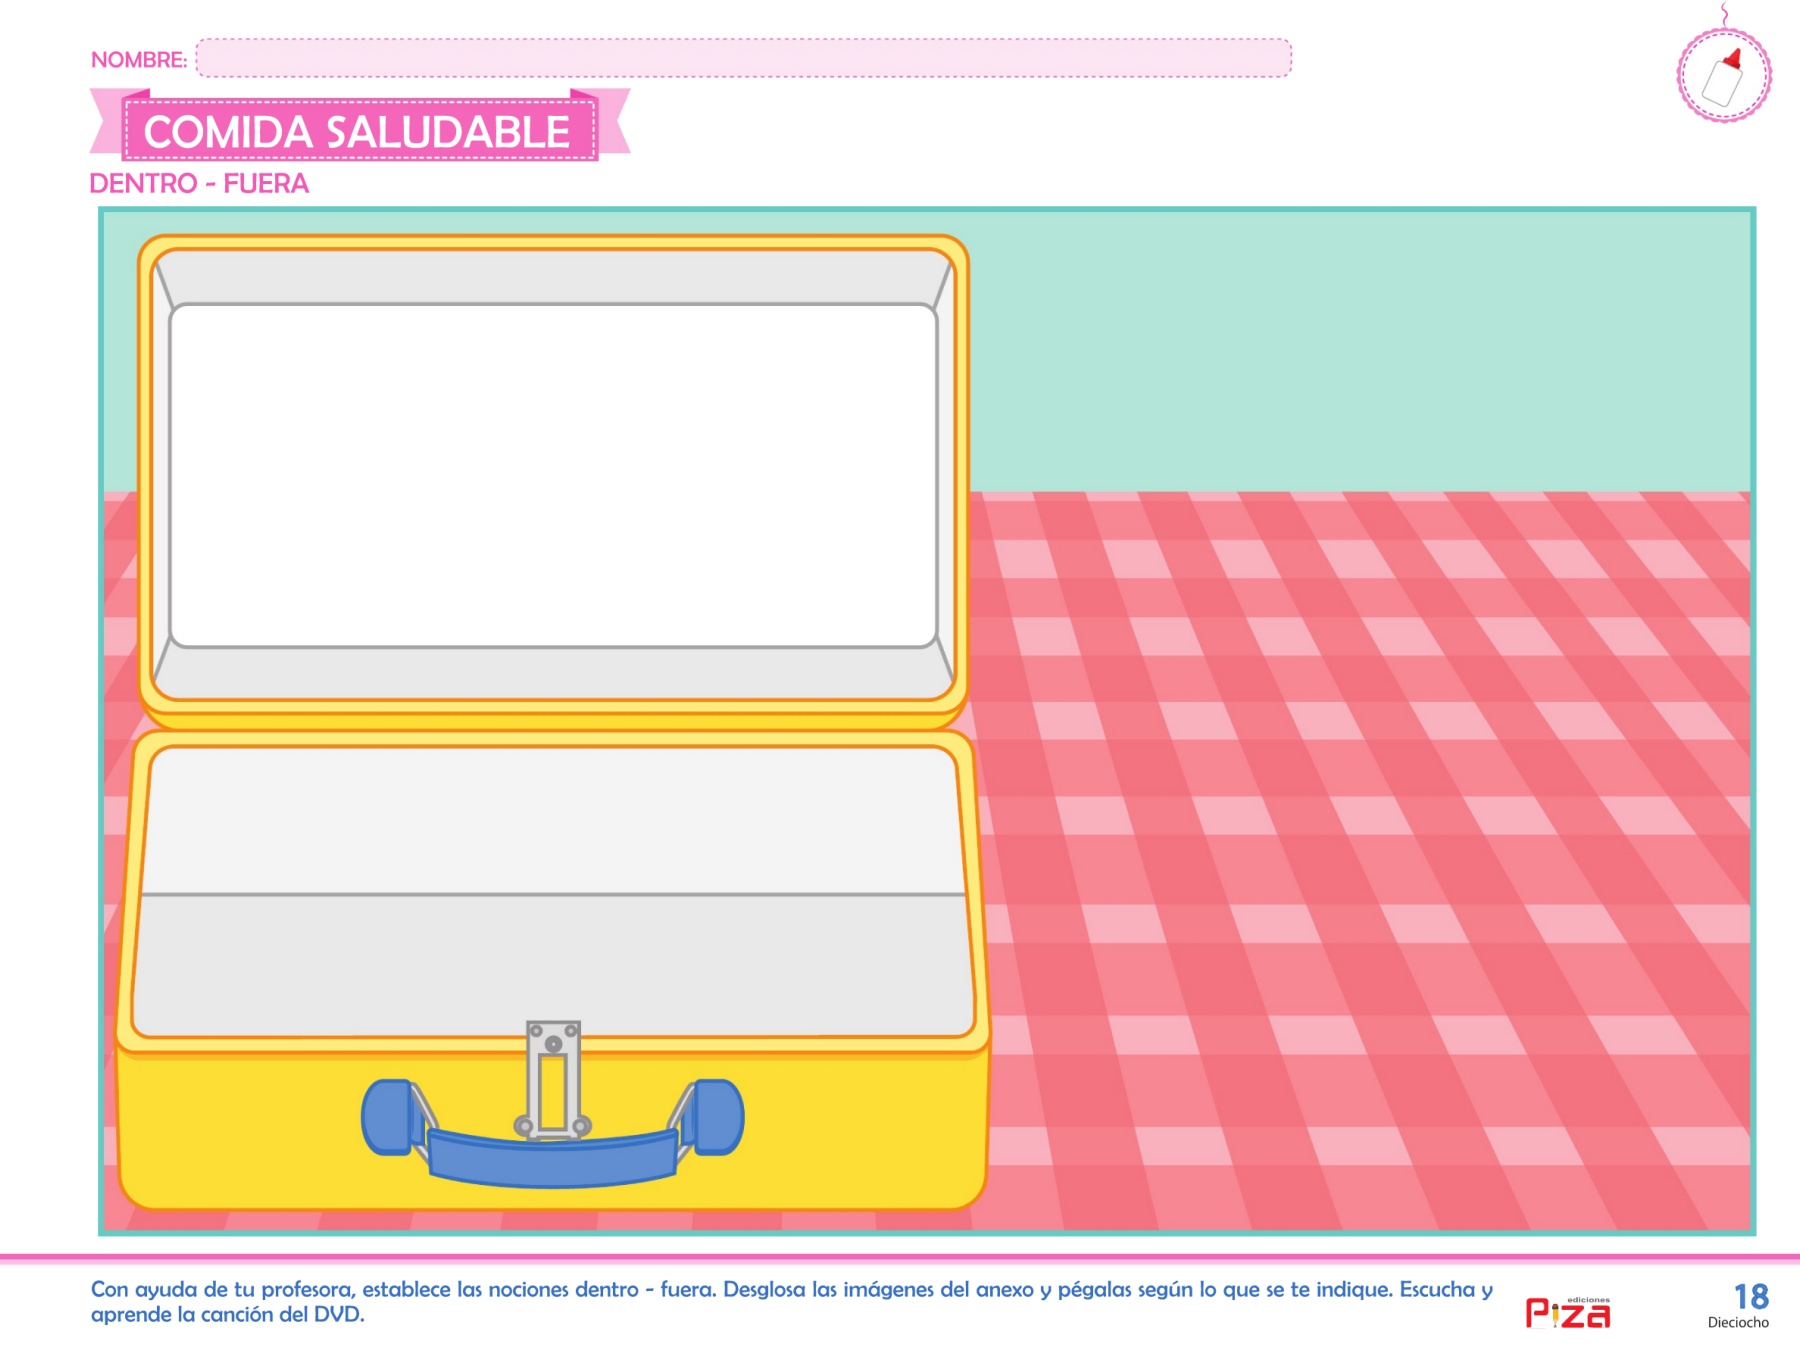 NOMBRE:
COMIDA SALUDABLE
DENTRO - FUERA
Con ayuda de tu profesora, establece las nociones dentro - fuera. Desglosa las imágenes del anexo y pégalas según lo que se te indique. Escucha y
aprende la canción del DVD.
ediciones
Piza
18
Dieciocho